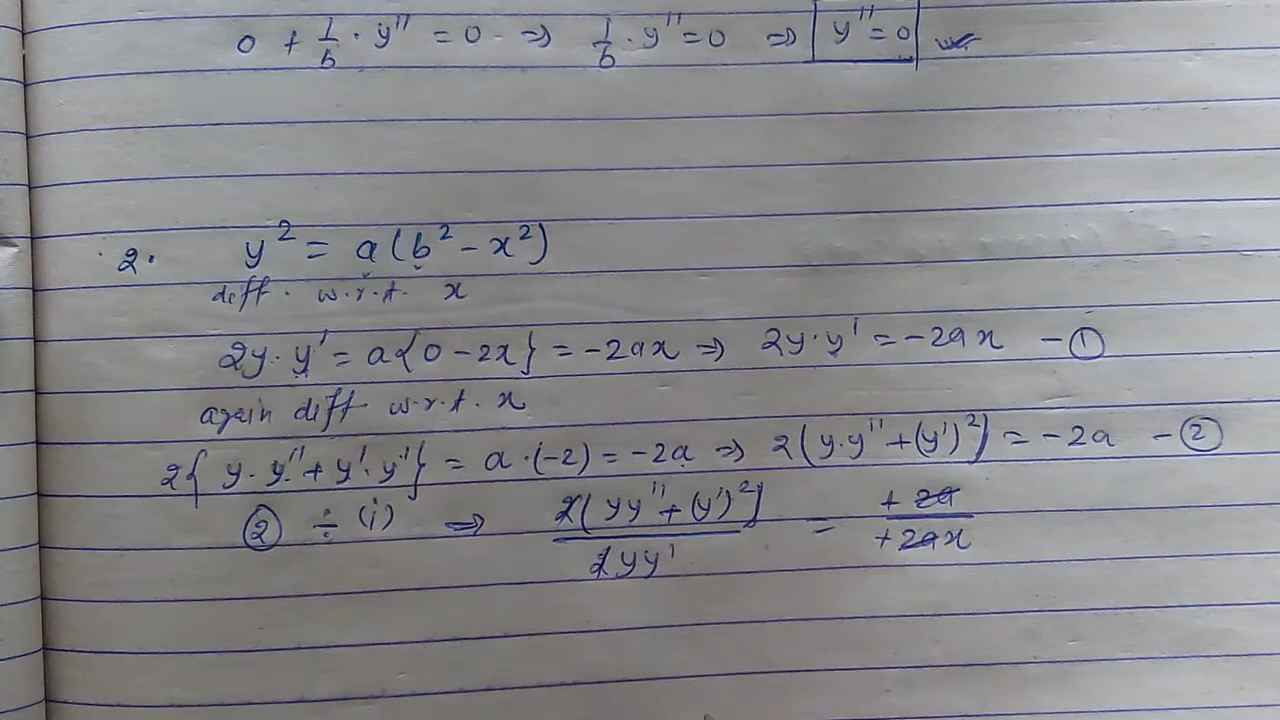 0 + 1/b · y'' = 0 ⇒ 1/b · y'' = 0 ⇒ y'' = 0
2. y² = a(b² - x²)
diff. w.r.t. x
2y · y' = a{0 - 2x} = -2ax ⇒ 2y·y' = -2ax - ①
again diff w.r.t. x
2{ y · y'' + y' · y'} = a · (-2) = -2a ⇒ 2(y·y'' + (y')²) = -2a - ②
② ÷ (i) ⇒ 2(yy'' + (y')²) / 2yy' = +2a / +2ax